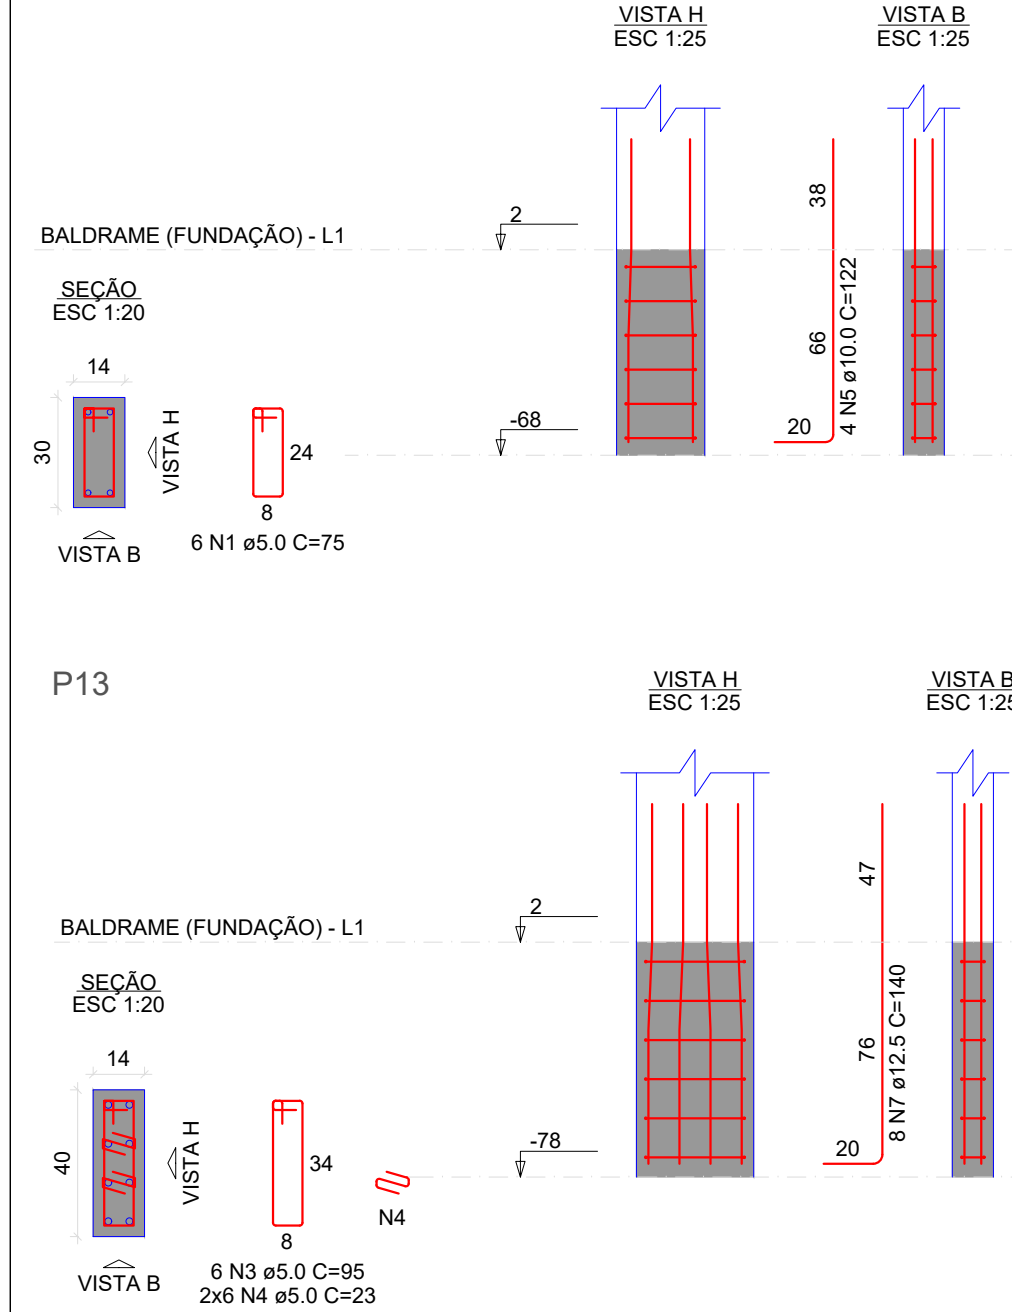 VISTA H
ESC 1:25
VISTA B
ESC 1:25
38
2
BALDRAME (FUNDAÇÃO) - L1
SEÇÃO
ESC 1:20
14
30
VISTA H
VISTA B
24
8
6 N1 ø5.0 C=75
-68
66
4 N5 ø10.0 C=122
20
P13
VISTA H
ESC 1:25
VISTA B
ESC 1:25
47
2
BALDRAME (FUNDAÇÃO) - L1
SEÇÃO
ESC 1:20
14
40
VISTA H
VISTA B
34
8
N4
6 N3 ø5.0 C=95
2x6 N4 ø5.0 C=23
-78
76
8 N7 ø12.5 C=140
20